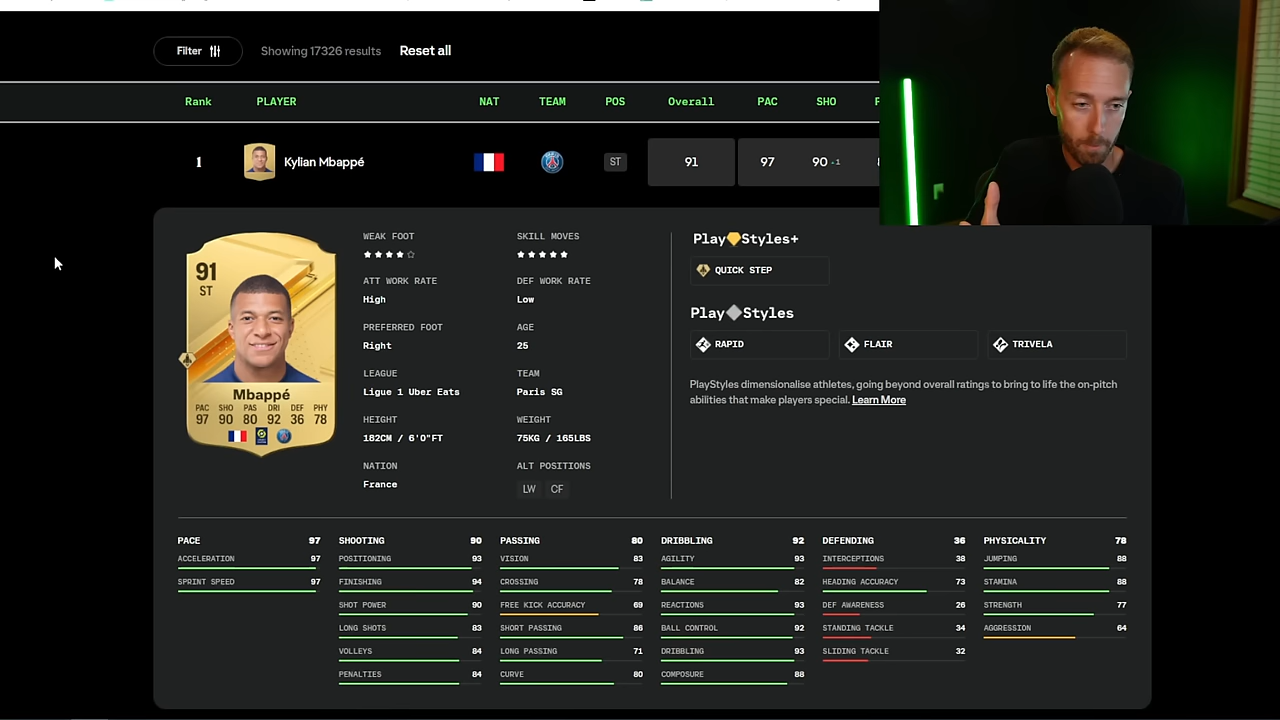 Filter Showing 17326 results Reset all
Rank PLAYER NAT TEAM POS Overall PAC SHO
1 Kylian Mbappé ST 91 97 90 1
91
ST
Mbappé
PAC SHO PAS DRI DEF PHY
97 90 80 92 36 78
WEAK FOOT SKILL MOVES
ATT WORK RATE DEF WORK RATE
High Low
PREFERRED FOOT AGE
Right 25
LEAGUE TEAM
Ligue 1 Uber Eats Paris SG
HEIGHT WEIGHT
182CM / 6'0"FT 75KG / 165LBS
NATION ALT POSITIONS
France LW CF
Play Styles+
QUICK STEP
Play Styles
RAPID FLAIR TRIVELA
PlayStyles dimensionalise athletes, going beyond overall ratings to bring to life the on-pitch
abilities that make players special. Learn More
PACE 97
ACCELERATION 97
SPRINT SPEED 97
SHOOTING 90
POSITIONING 93
FINISHING 94
SHOT POWER 90
LONG SHOTS 83
VOLLEYS 84
PENALTIES 84
PASSING 80
VISION 83
CROSSING 78
FREE KICK ACCURACY 69
SHORT PASSING 86
LONG PASSING 71
CURVE 80
DRIBBLING 92
AGILITY 93
BALANCE 82
REACTIONS 93
BALL CONTROL 92
DRIBBLING 93
COMPOSURE 88
DEFENDING 36
INTERCEPTIONS 38
HEADING ACCURACY 73
DEF AWARENESS 26
STANDING TACKLE 34
SLIDING TACKLE 32
PHYSICALITY 78
JUMPING 88
STAMINA 88
STRENGTH 77
AGGRESSION 64